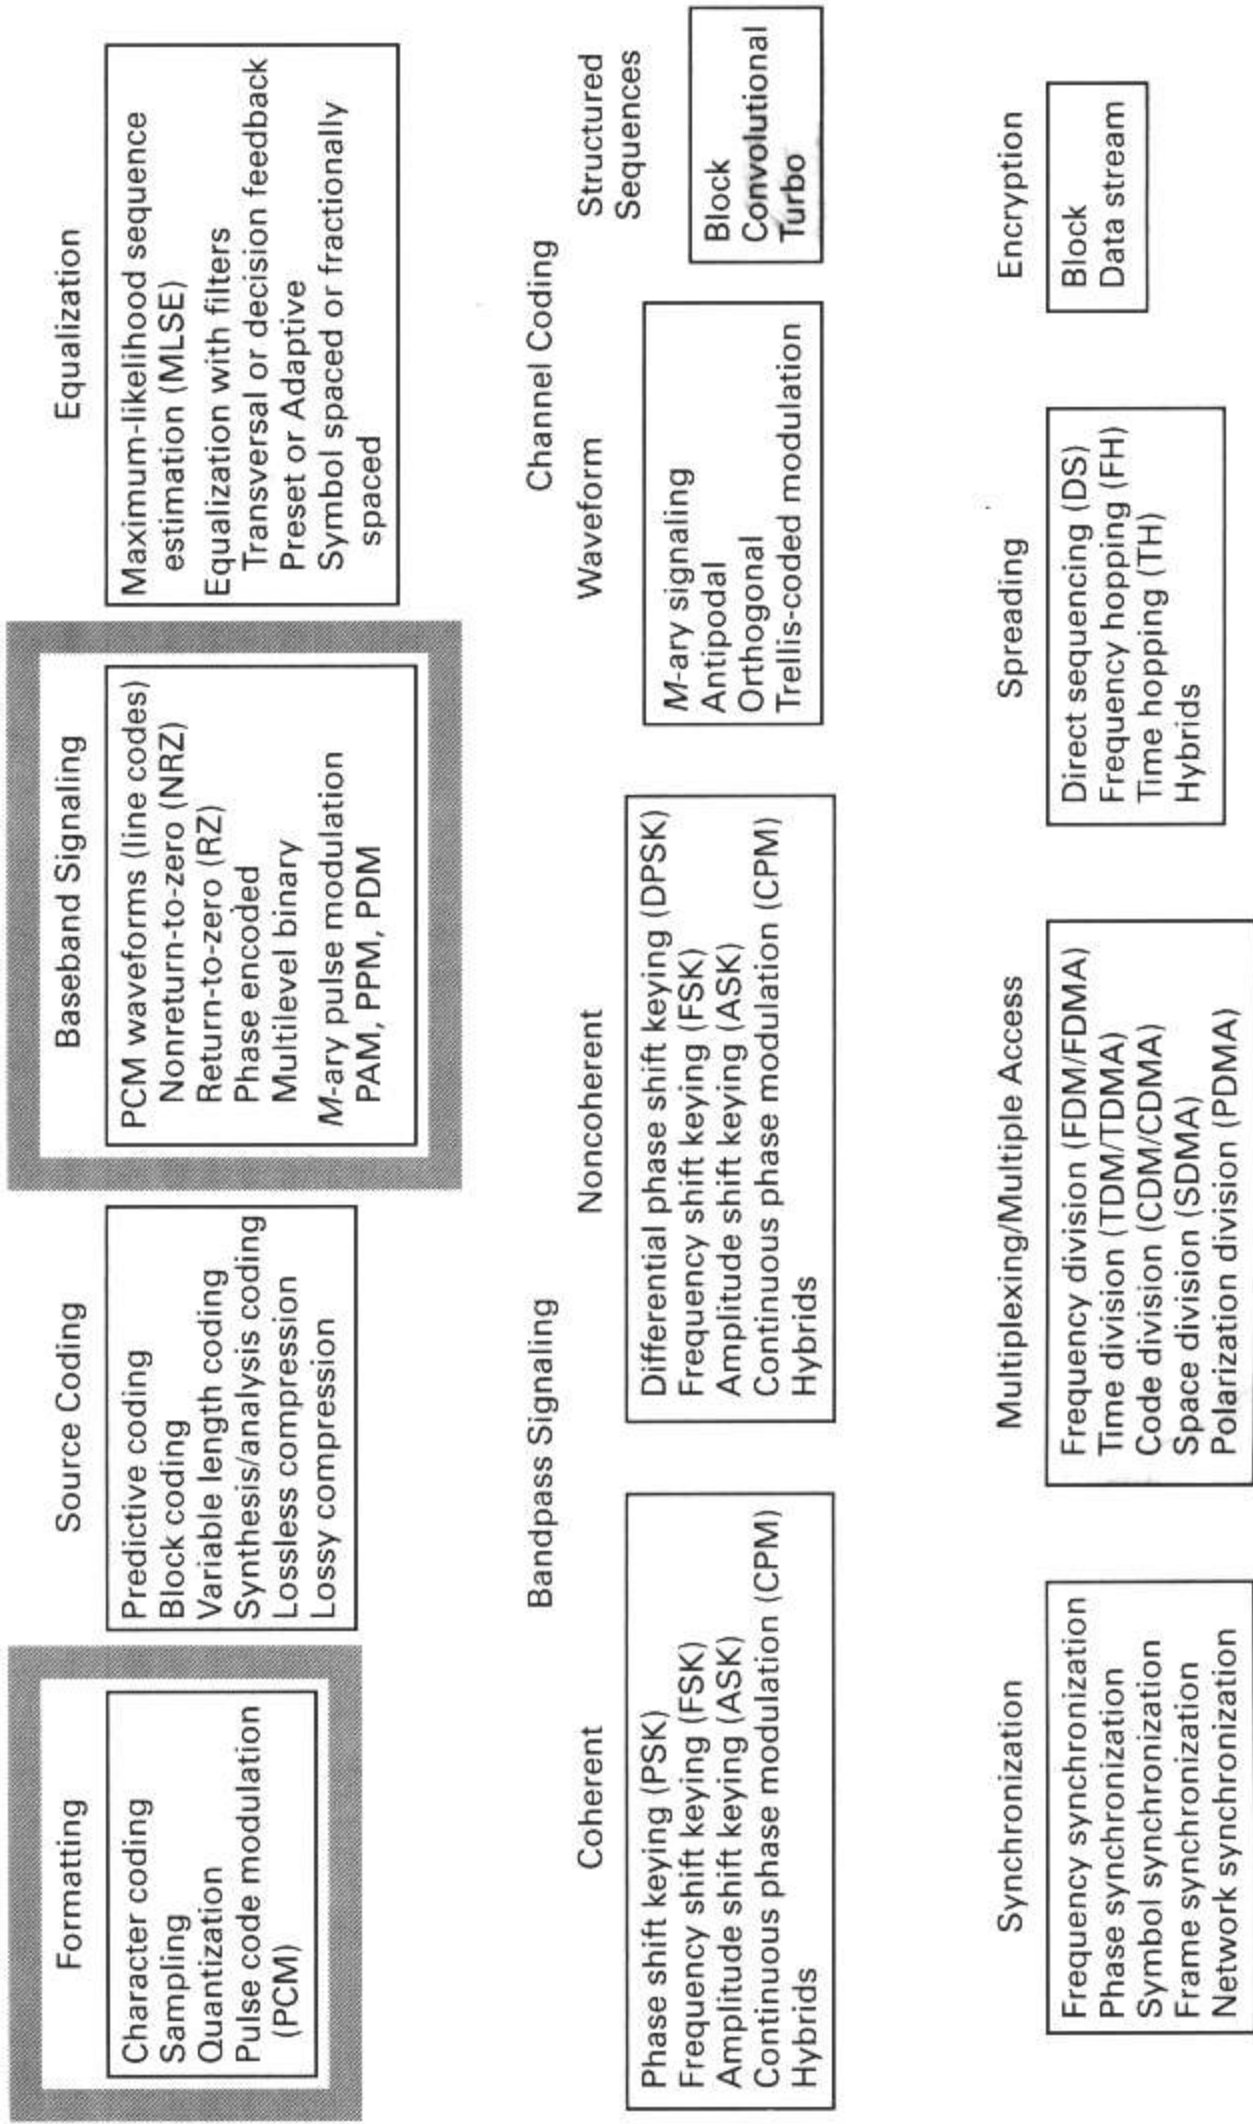 Formatting
Character coding
Sampling
Quantization
Pulse code modulation
(PCM)
Source Coding
Predictive coding
Block coding
Variable length coding
Synthesis/analysis coding
Lossless compression
Lossy compression
Baseband Signaling
PCM waveforms (line codes)
Nonreturn-to-zero (NRZ)
Return-to-zero (RZ)
Phase encoded
Multilevel binary
M-ary pulse modulation
PAM, PPM, PDM
Equalization
Maximum-likelihood sequence
estimation (MLSE)
Equalization with filters
Transversal or decision feedback
Preset or Adaptive
Symbol spaced or fractionally
spaced
Bandpass Signaling
Coherent
Phase shift keying (PSK)
Frequency shift keying (FSK)
Amplitude shift keying (ASK)
Continuous phase modulation (CPM)
Hybrids
Noncoherent
Differential phase shift keying (DPSK)
Frequency shift keying (FSK)
Amplitude shift keying (ASK)
Continuous phase modulation (CPM)
Hybrids
Channel Coding
Waveform
M-ary signaling
Antipodal
Orthogonal
Trellis-coded modulation
Structured
Sequences
Block
Convolutional
Turbo
Synchronization
Frequency synchronization
Phase synchronization
Symbol synchronization
Frame synchronization
Network synchronization
Multiplexing/Multiple Access
Frequency division (FDM/FDMA)
Time division (TDM/TDMA)
Code division (CDM/CDMA)
Space division (SDMA)
Polarization division (PDMA)
Spreading
Direct sequencing (DS)
Frequency hopping (FH)
Time hopping (TH)
Hybrids
Encryption
Block
Data stream